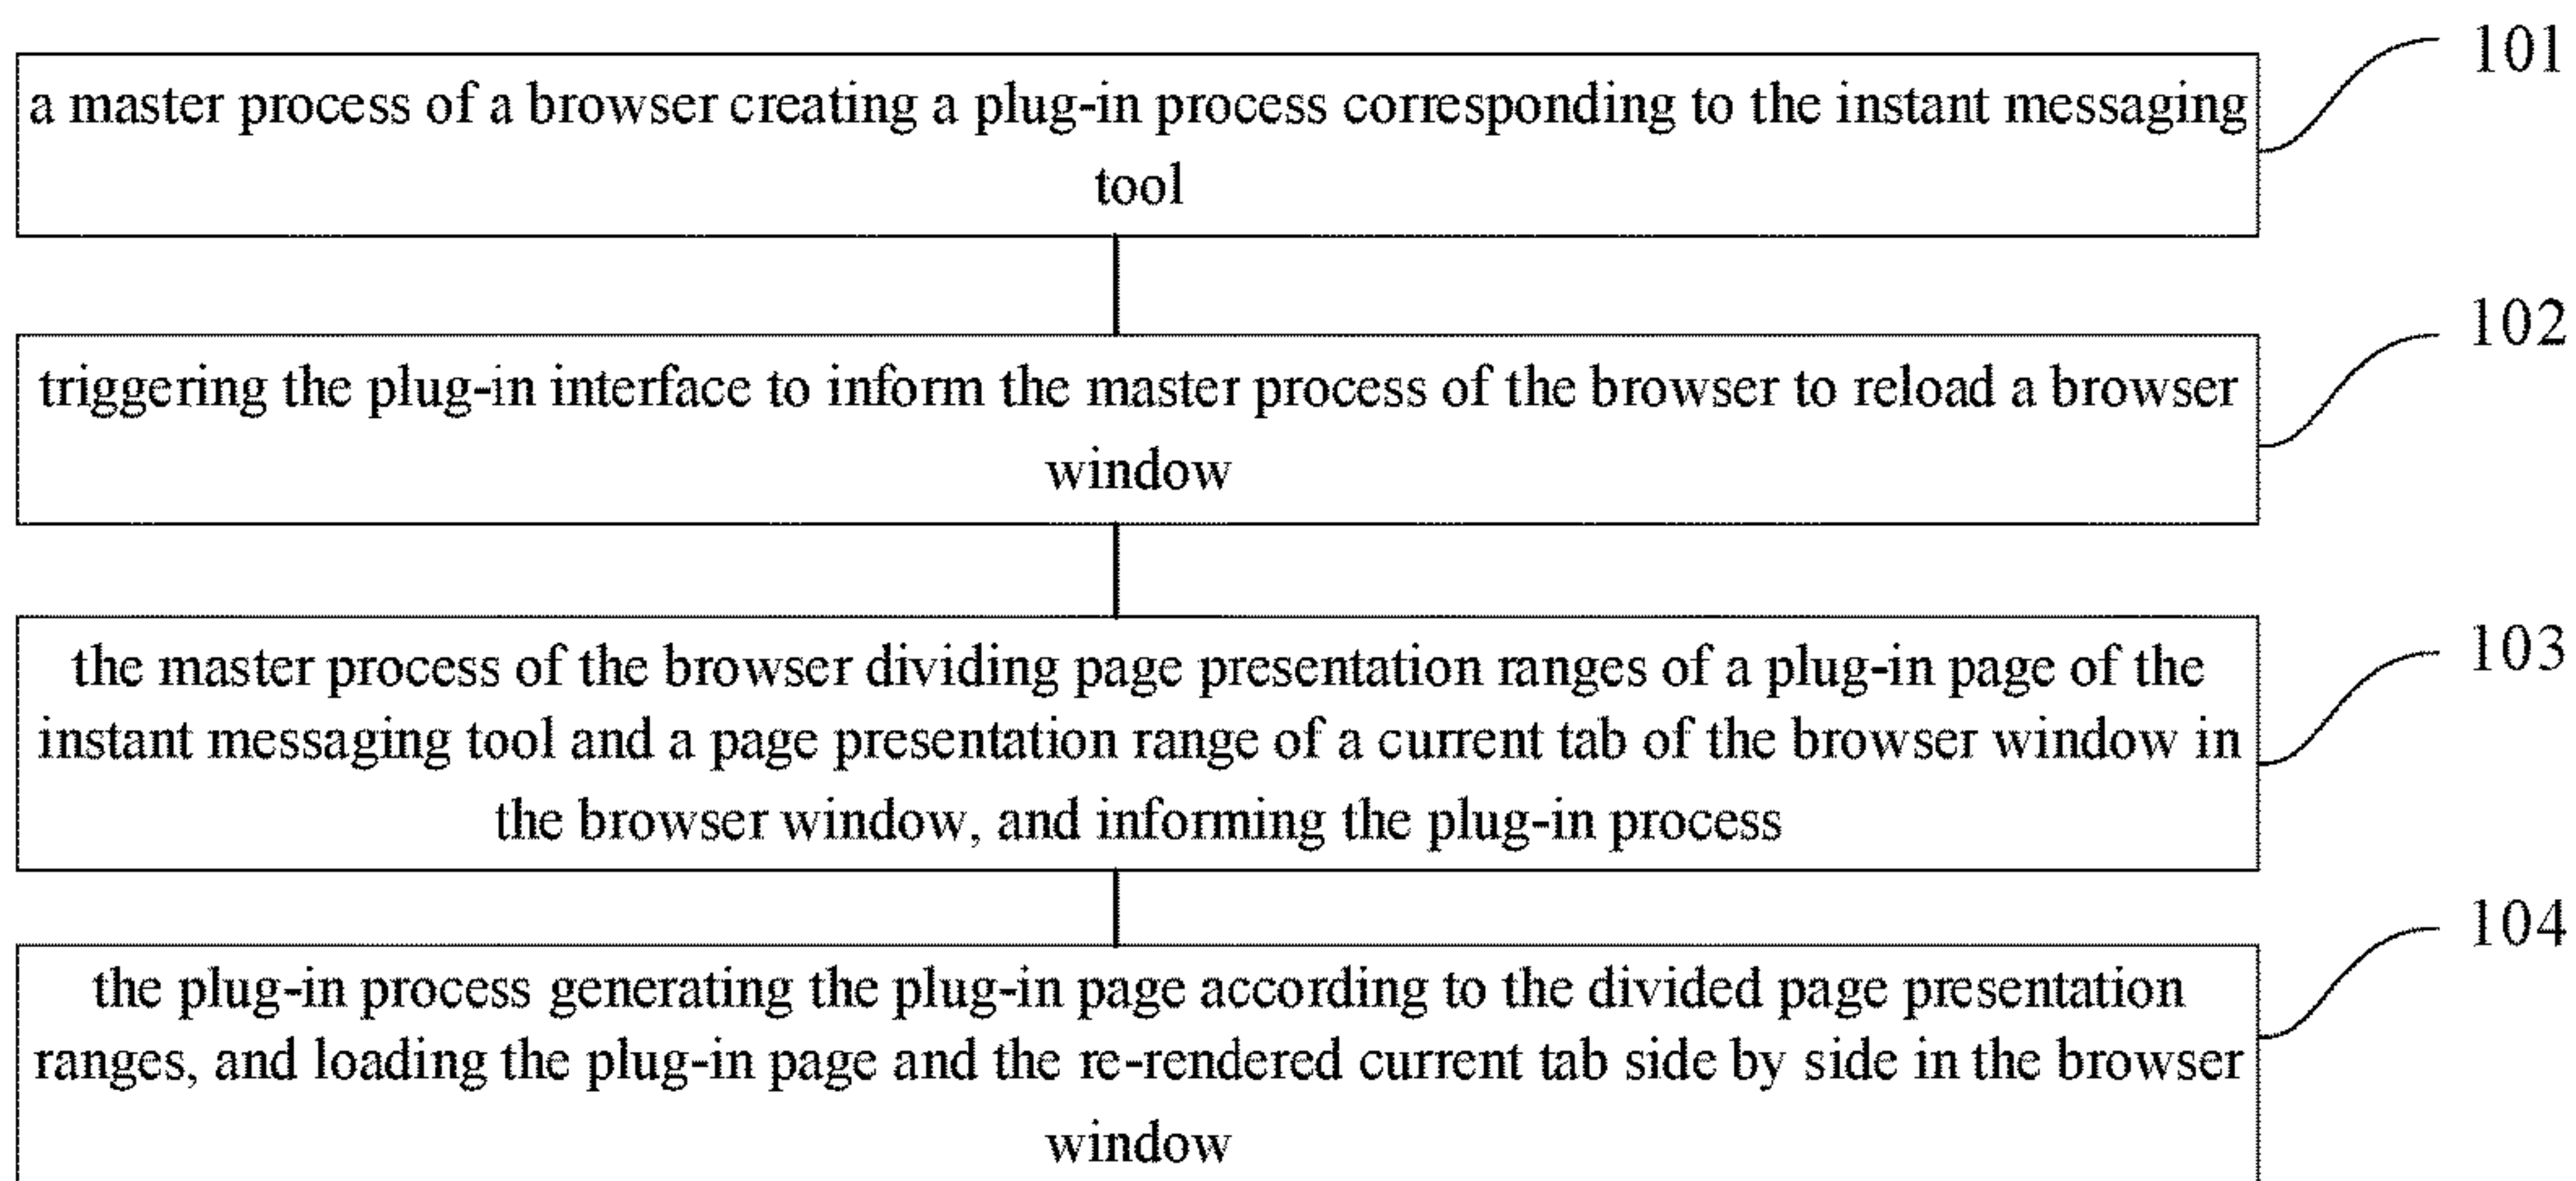 101
a master process of a browser creating a plug-in process corresponding to the instant messaging
tool
102
triggering the plug-in interface to inform the master process of the browser to reload a browser
window
103
the master process of the browser dividing page presentation ranges of a plug-in page of the
instant messaging tool and a page presentation range of a current tab of the browser window in
the browser window, and informing the plug-in process
104
the plug-in process generating the plug-in page according to the divided page presentation
ranges, and loading the plug-in page and the re-rendered current tab side by side in the browser
window